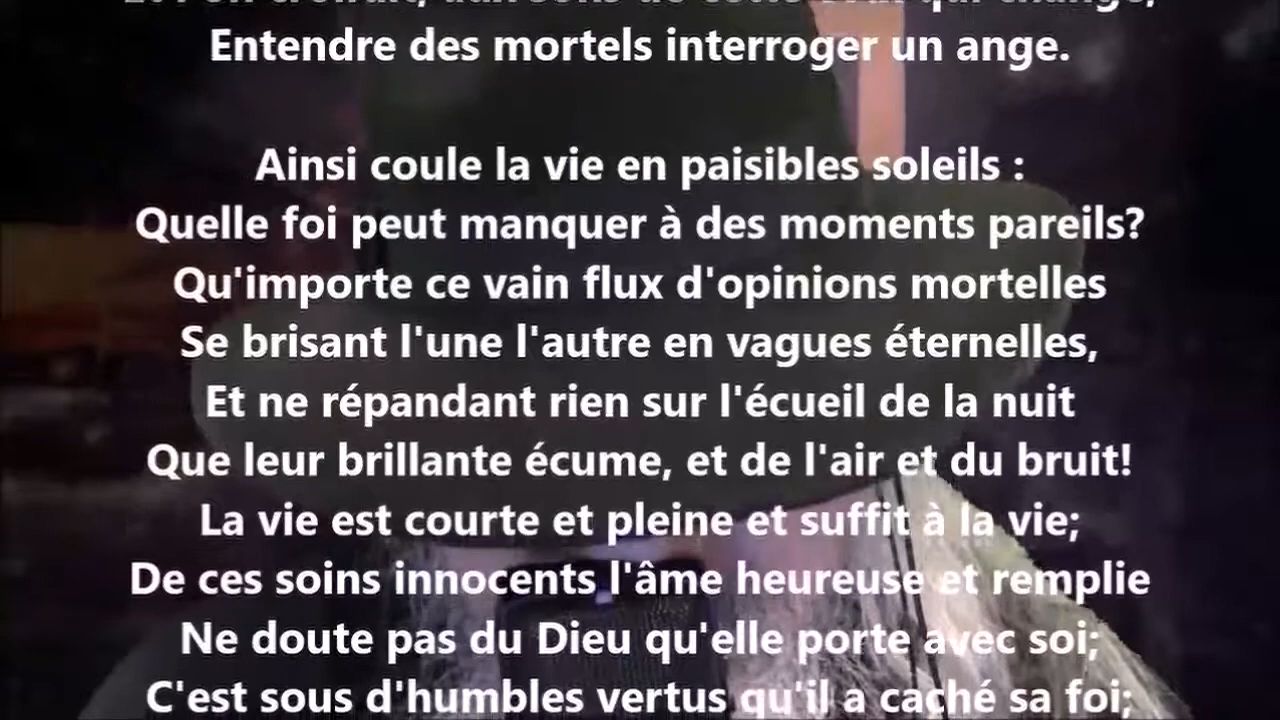 Entendre des mortels interroger un ange.
Ainsi coule la vie en paisibles soleils :
Quelle foi peut manquer à des moments pareils?
Qu'importe ce vain flux d'opinions mortelles
Se brisant l'une l'autre en vagues éternelles,
Et ne répandant rien sur l'écueil de la nuit
Que leur brillante écume, et de l'air et du bruit!
La vie est courte et pleine et suffit à la vie;
De ces soins innocents l'âme heureuse et remplie
Ne doute pas du Dieu qu'elle porte avec soi;
C'est sous d'humbles vertus qu'il a caché sa foi;